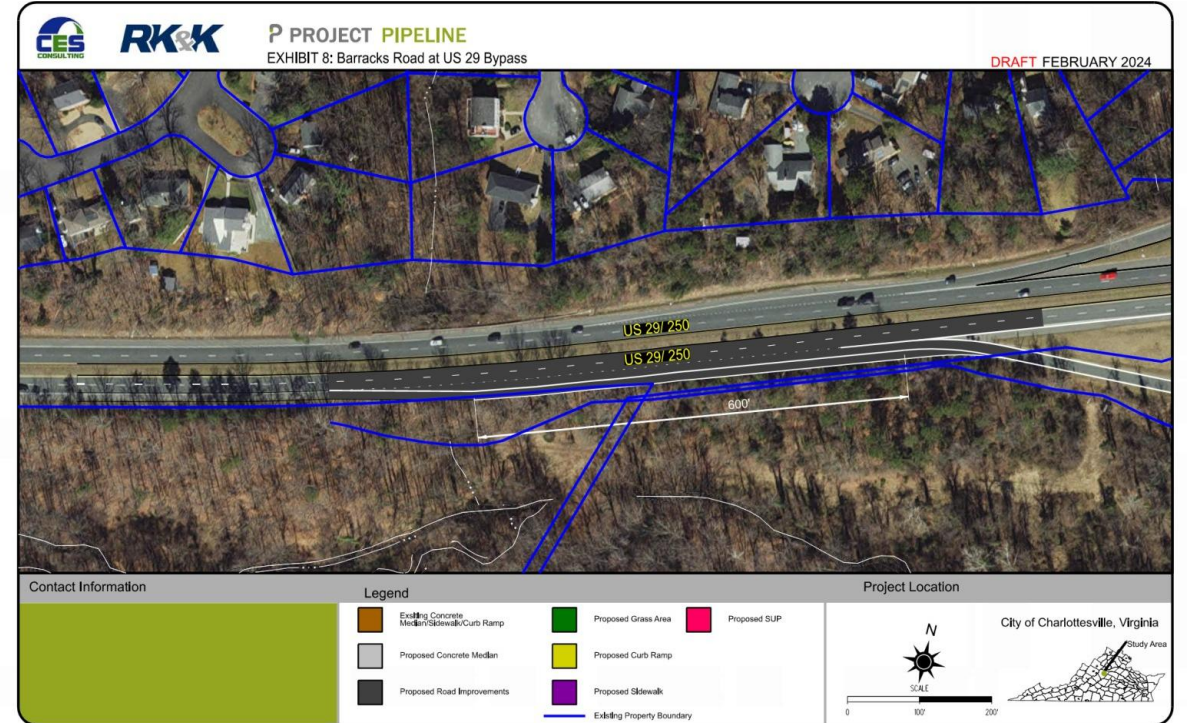 CES
CONSULTING
RK&K
PROJECT PIPELINE
EXHIBIT 8: Barracks Road at US 29 Bypass
DRAFT FEBRUARY 2024
US 29/ 250
US 29/ 250
600'
Contact Information
Legend
Project Location
Exsiting Concrete
Median/Sidewalk/Curb Ramp
Proposed Concrete Median
Proposed Road Improvements
Proposed Grass Area
Proposed Curb Ramp
Proposed Sidewalk
Existing Property Boundary
Proposed SUP
N
SCALE
0 100' 200'
City of Charlottesville, Virginia
Study Area